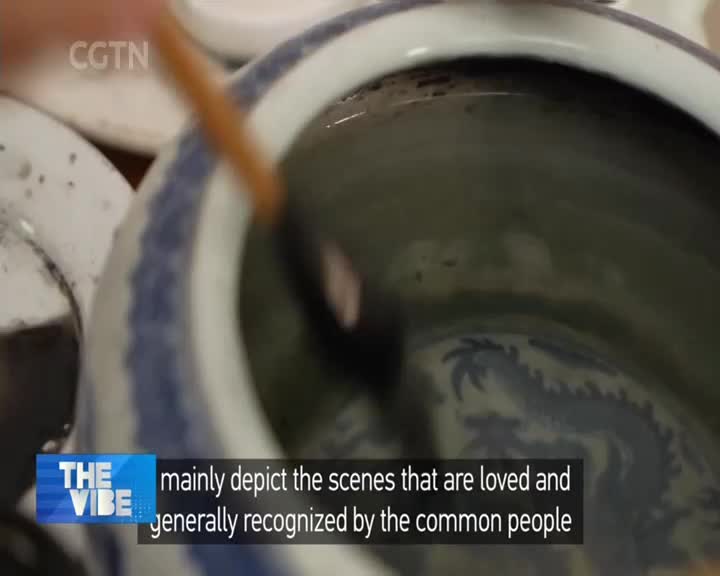 CGTN
THE
VIBE
mainly depict the scenes that are loved and
generally recognized by the common people